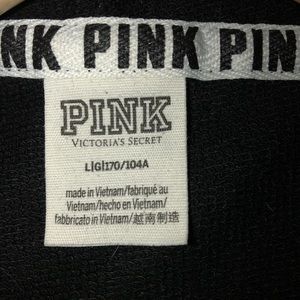 NK PINK PIN
PINK
VICTORIA'S SECRET
L|G|170/104A
made in Vietnam/fabriqué au
Vietnam/hecho en Vietnam/
fabbricato in Vietnam/越南制造